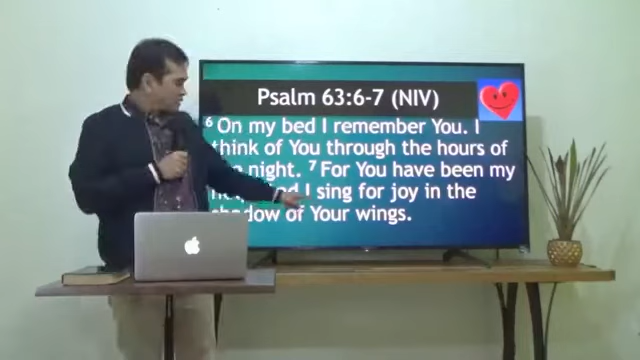 Psalm 63:6-7 (NIV)
6 On my bed I remember You. I
think of You through the hours of
night. 7 For You have been my
I sing for joy in the
of Your wings.